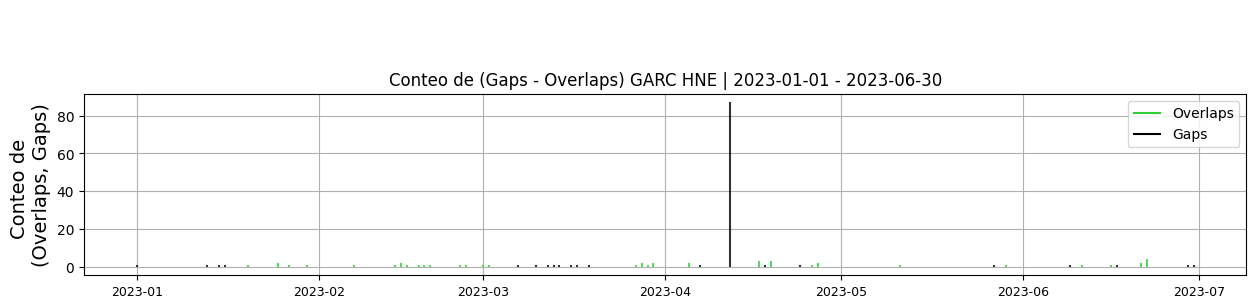 Conteo de (Gaps - Overlaps) GARC HNE | 2023-01-01 - 2023-06-30
Conteo de
(Overlaps, Gaps)
80
60
40
20
0
Overlaps
Gaps
2023-01
2023-02
2023-03
2023-04
2023-05
2023-06
2023-07